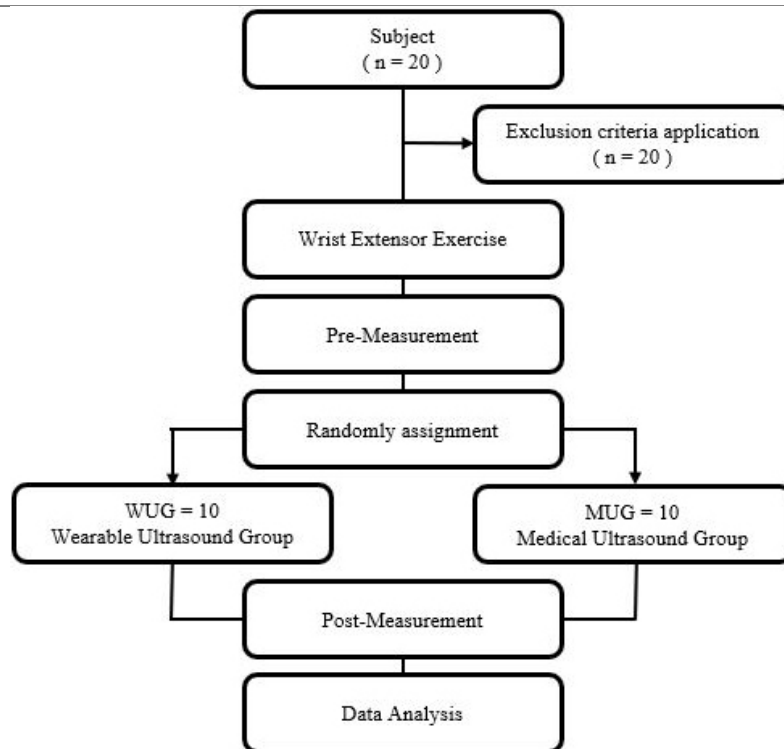 Subject
( n = 20 )
Exclusion criteria application
( n = 20 )
Wrist Extensor Exercise
Pre-Measurement
Randomly assignment
WUG = 10
Wearable Ultrasound Group
MUG = 10
Medical Ultrasound Group
Post-Measurement
Data Analysis